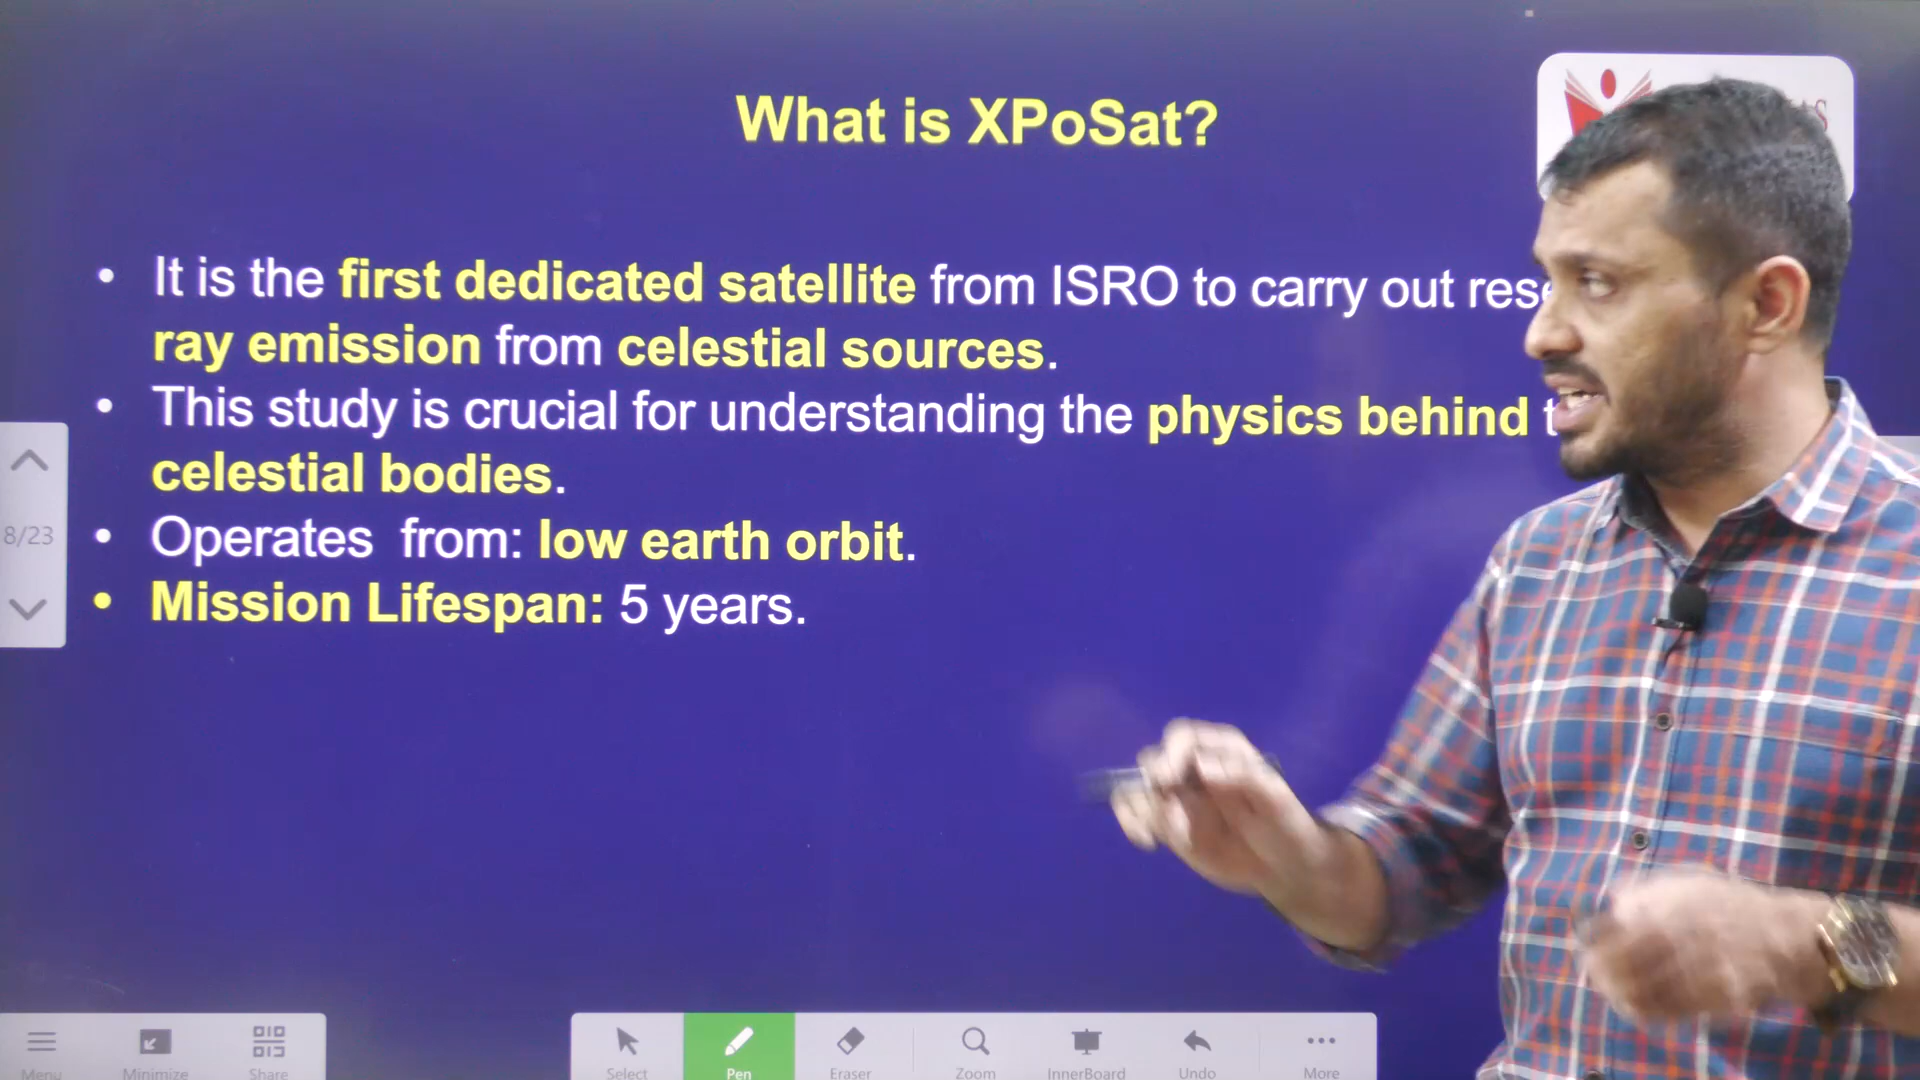 What is XPoSat?
• It is the first dedicated satellite from ISRO to carry out
ray emission from celestial sources.
• This study is crucial for understanding the physics behind
celestial bodies.
• Operates from: low earth orbit.
• Mission Lifespan: 5 years.
8/23
Menu Minimize Share Select Pen Eraser Zoom InnerBoard Undo More